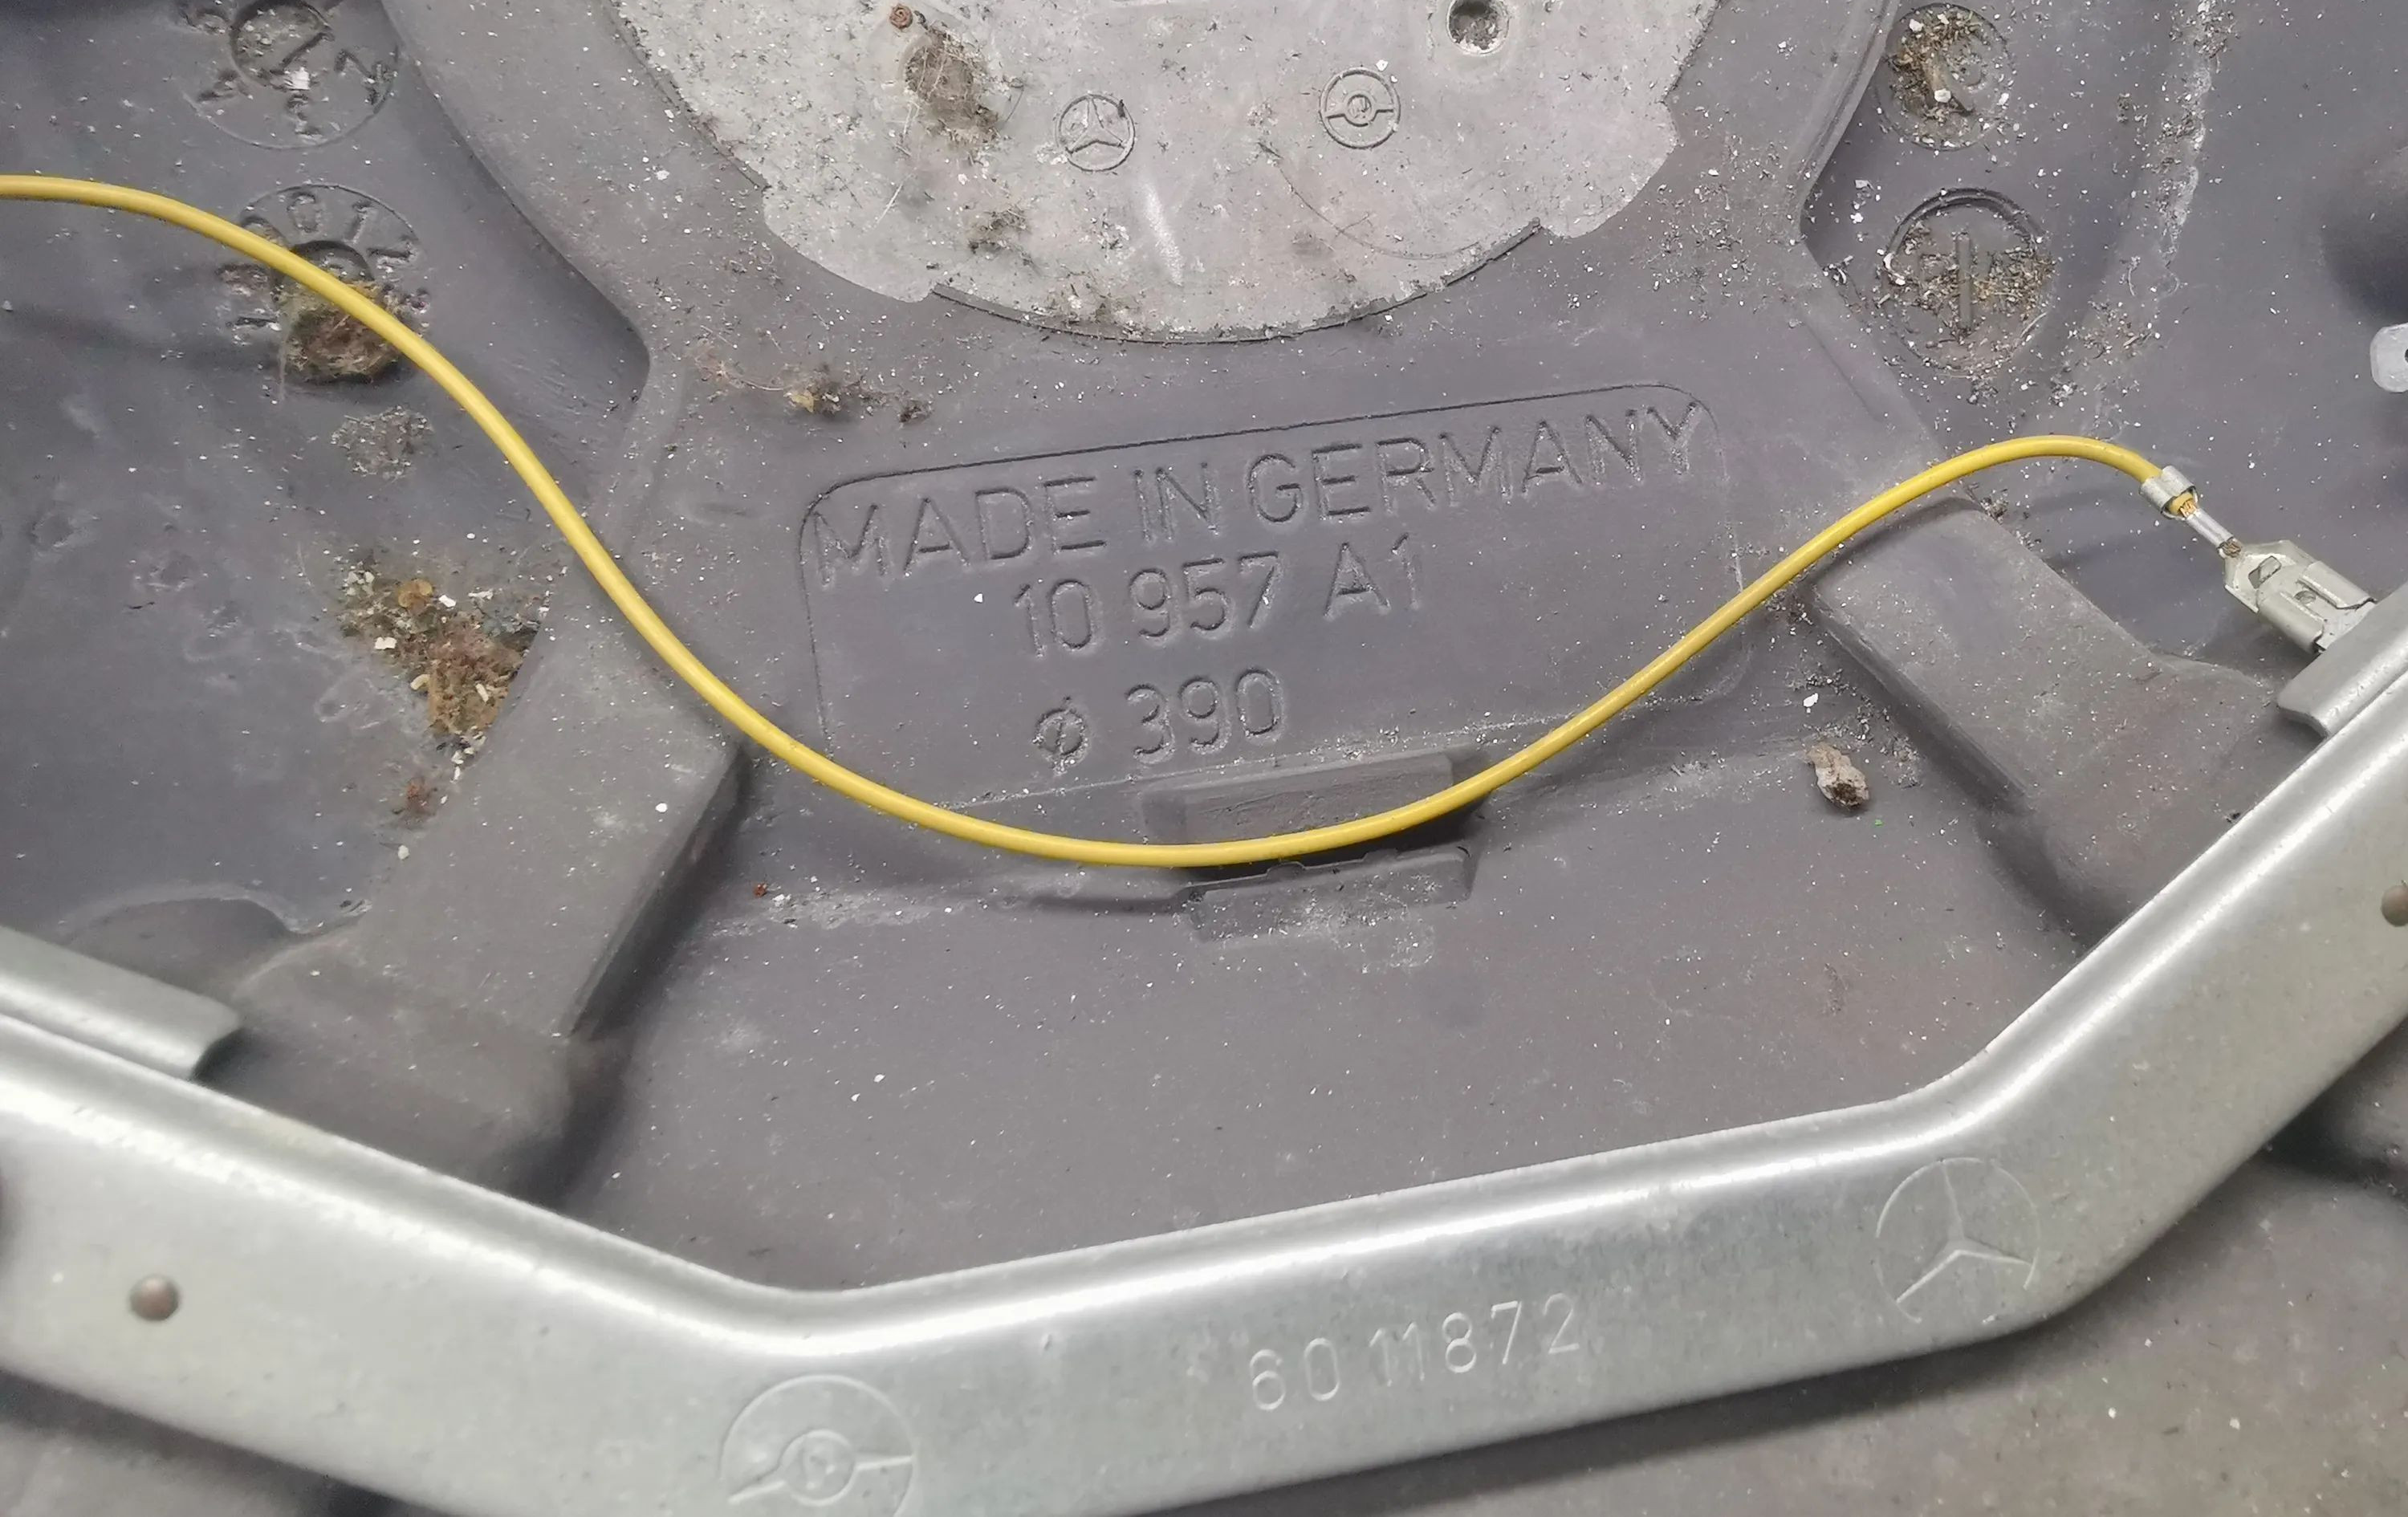 MADE IN GERMANY
10 957 A1
Ø 390
60 11872